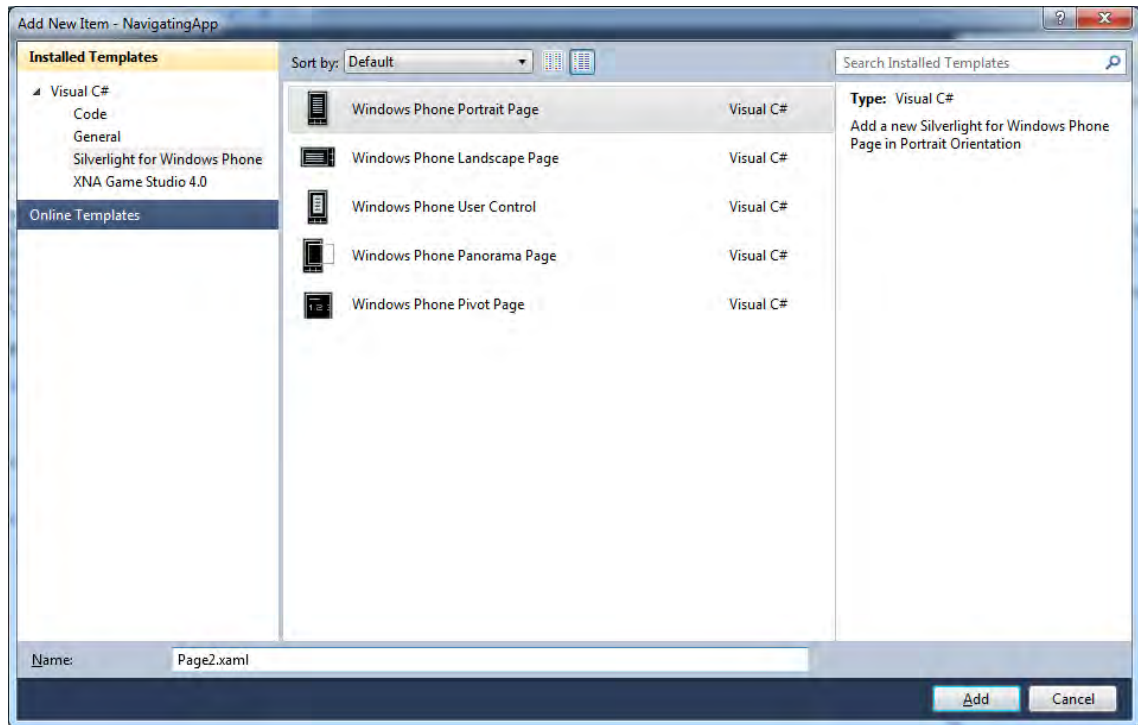 Add New Item - NavigatingApp
Installed Templates
Visual C#
Code
General
Silverlight for Windows Phone
XNA Game Studio 4.0
Online Templates
Sort by: Default
Windows Phone Portrait Page Visual C#
Windows Phone Landscape Page Visual C#
Windows Phone User Control Visual C#
Windows Phone Panorama Page Visual C#
Windows Phone Pivot Page Visual C#
Search Installed Templates
Type: Visual C#
Add a new Silverlight for Windows Phone
Page in Portrait Orientation
Name: Page2.xaml
Add Cancel